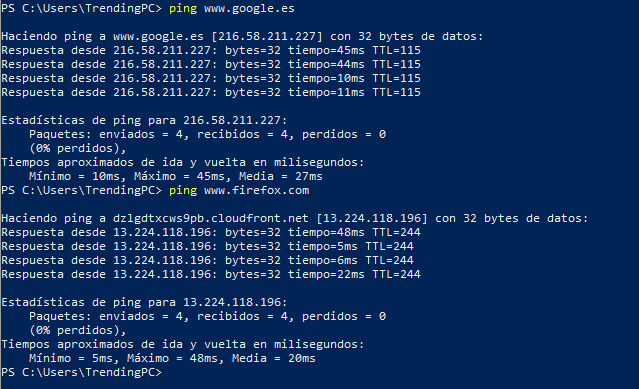 PS C:\Users\TrendingPC> ping www.google.es
Haciendo ping a www.google.es [216.58.211.227] con 32 bytes de datos:
Respuesta desde 216.58.211.227: bytes=32 tiempo=45ms TTL=115
Respuesta desde 216.58.211.227: bytes=32 tiempo=44ms TTL=115
Respuesta desde 216.58.211.227: bytes=32 tiempo=10ms TTL=115
Respuesta desde 216.58.211.227: bytes=32 tiempo=11ms TTL=115
Estadísticas de ping para 216.58.211.227:
Paquetes: enviados = 4, recibidos = 4, perdidos = 0
(0% perdidos),
Tiempos aproximados de ida y vuelta en milisegundos:
Mínimo = 10ms, Máximo = 45ms, Media = 27ms
PS C:\Users\TrendingPC> ping www.firefox.com
Haciendo ping a dzlgdtxcws9pb.cloudfront.net [13.224.118.196] con 32 bytes de datos:
Respuesta desde 13.224.118.196: bytes=32 tiempo=48ms TTL=244
Respuesta desde 13.224.118.196: bytes=32 tiempo=5ms TTL=244
Respuesta desde 13.224.118.196: bytes=32 tiempo=6ms TTL=244
Respuesta desde 13.224.118.196: bytes=32 tiempo=22ms TTL=244
Estadísticas de ping para 13.224.118.196:
Paquetes: enviados = 4, recibidos = 4, perdidos = 0
(0% perdidos),
Tiempos aproximados de ida y vuelta en milisegundos:
Mínimo = 5ms, Máximo = 48ms, Media = 20ms
PS C:\Users\TrendingPC>